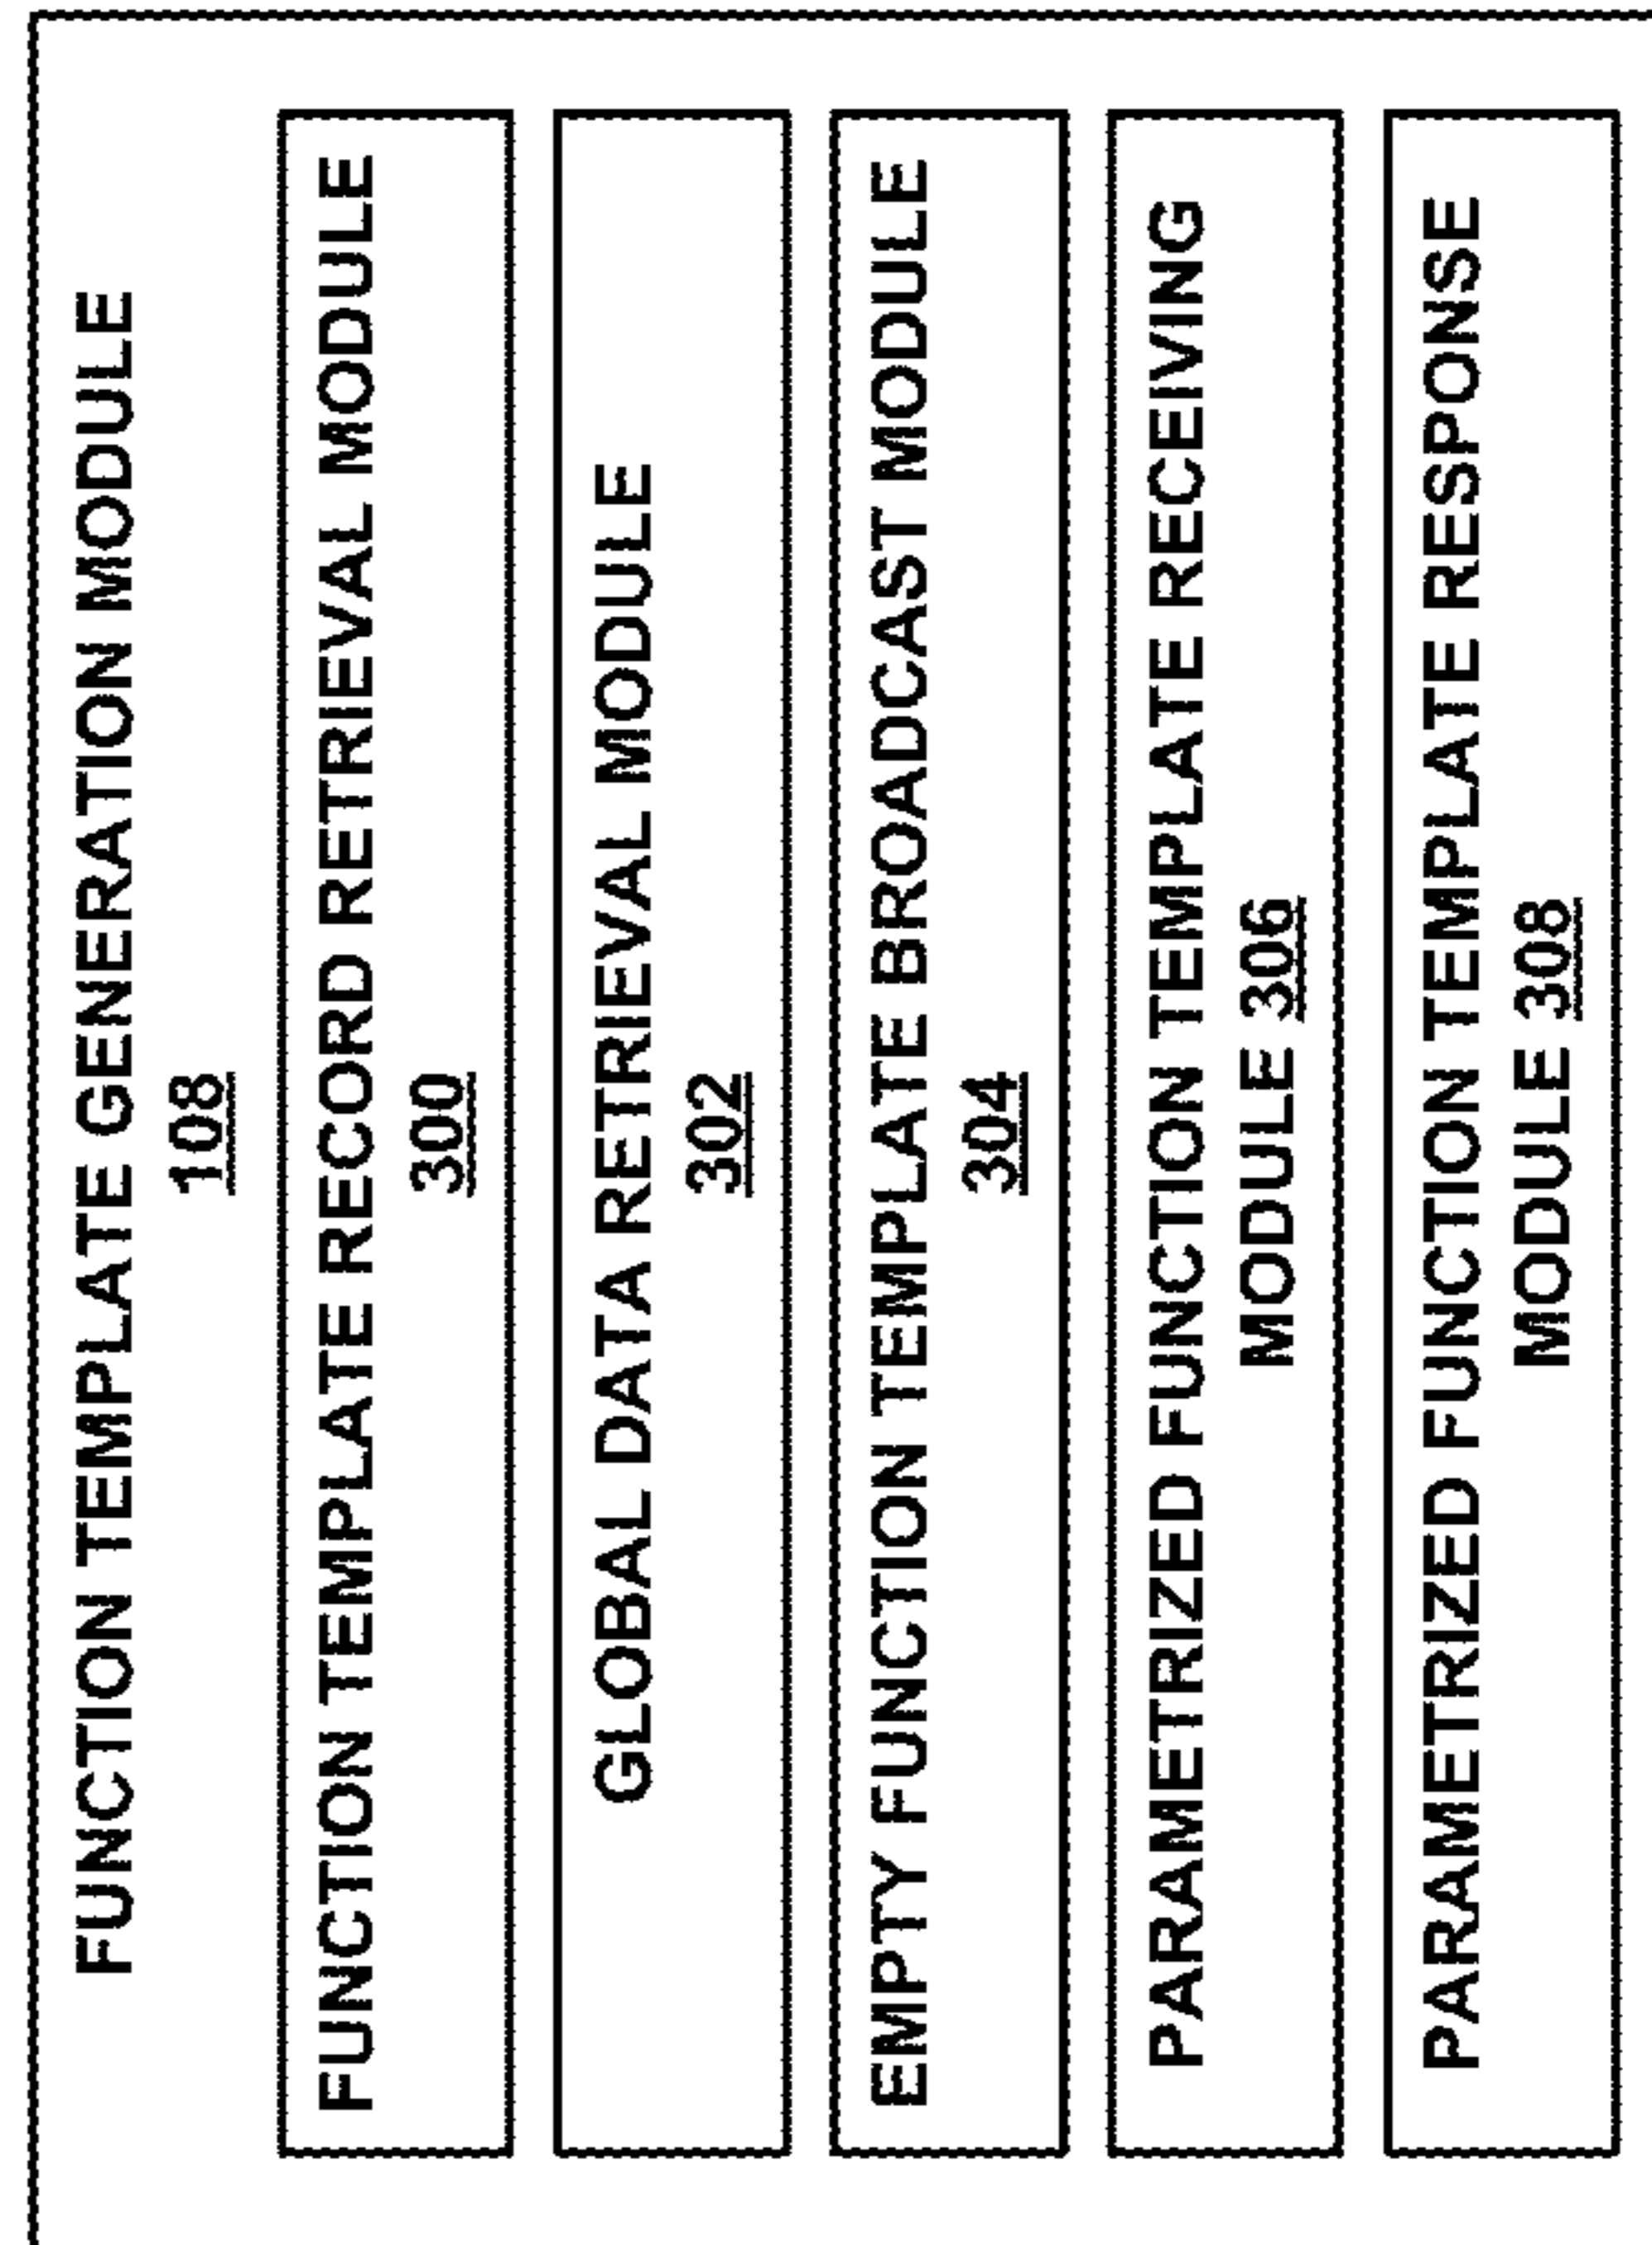 FUNCTION TEMPLATE GENERATION MODULE
108
FUNCTION TEMPLATE RECORD RETRIEVAL MODULE
300
GLOBAL DATA RETRIEVAL MODULE
302
EMPTY FUNCTION TEMPLATE BROADCAST MODULE
304
PARAMETRIZED FUNCTION TEMPLATE RECEIVING
MODULE 306
PARAMETRIZED FUNCTION TEMPLATE RESPONSE
MODULE 308